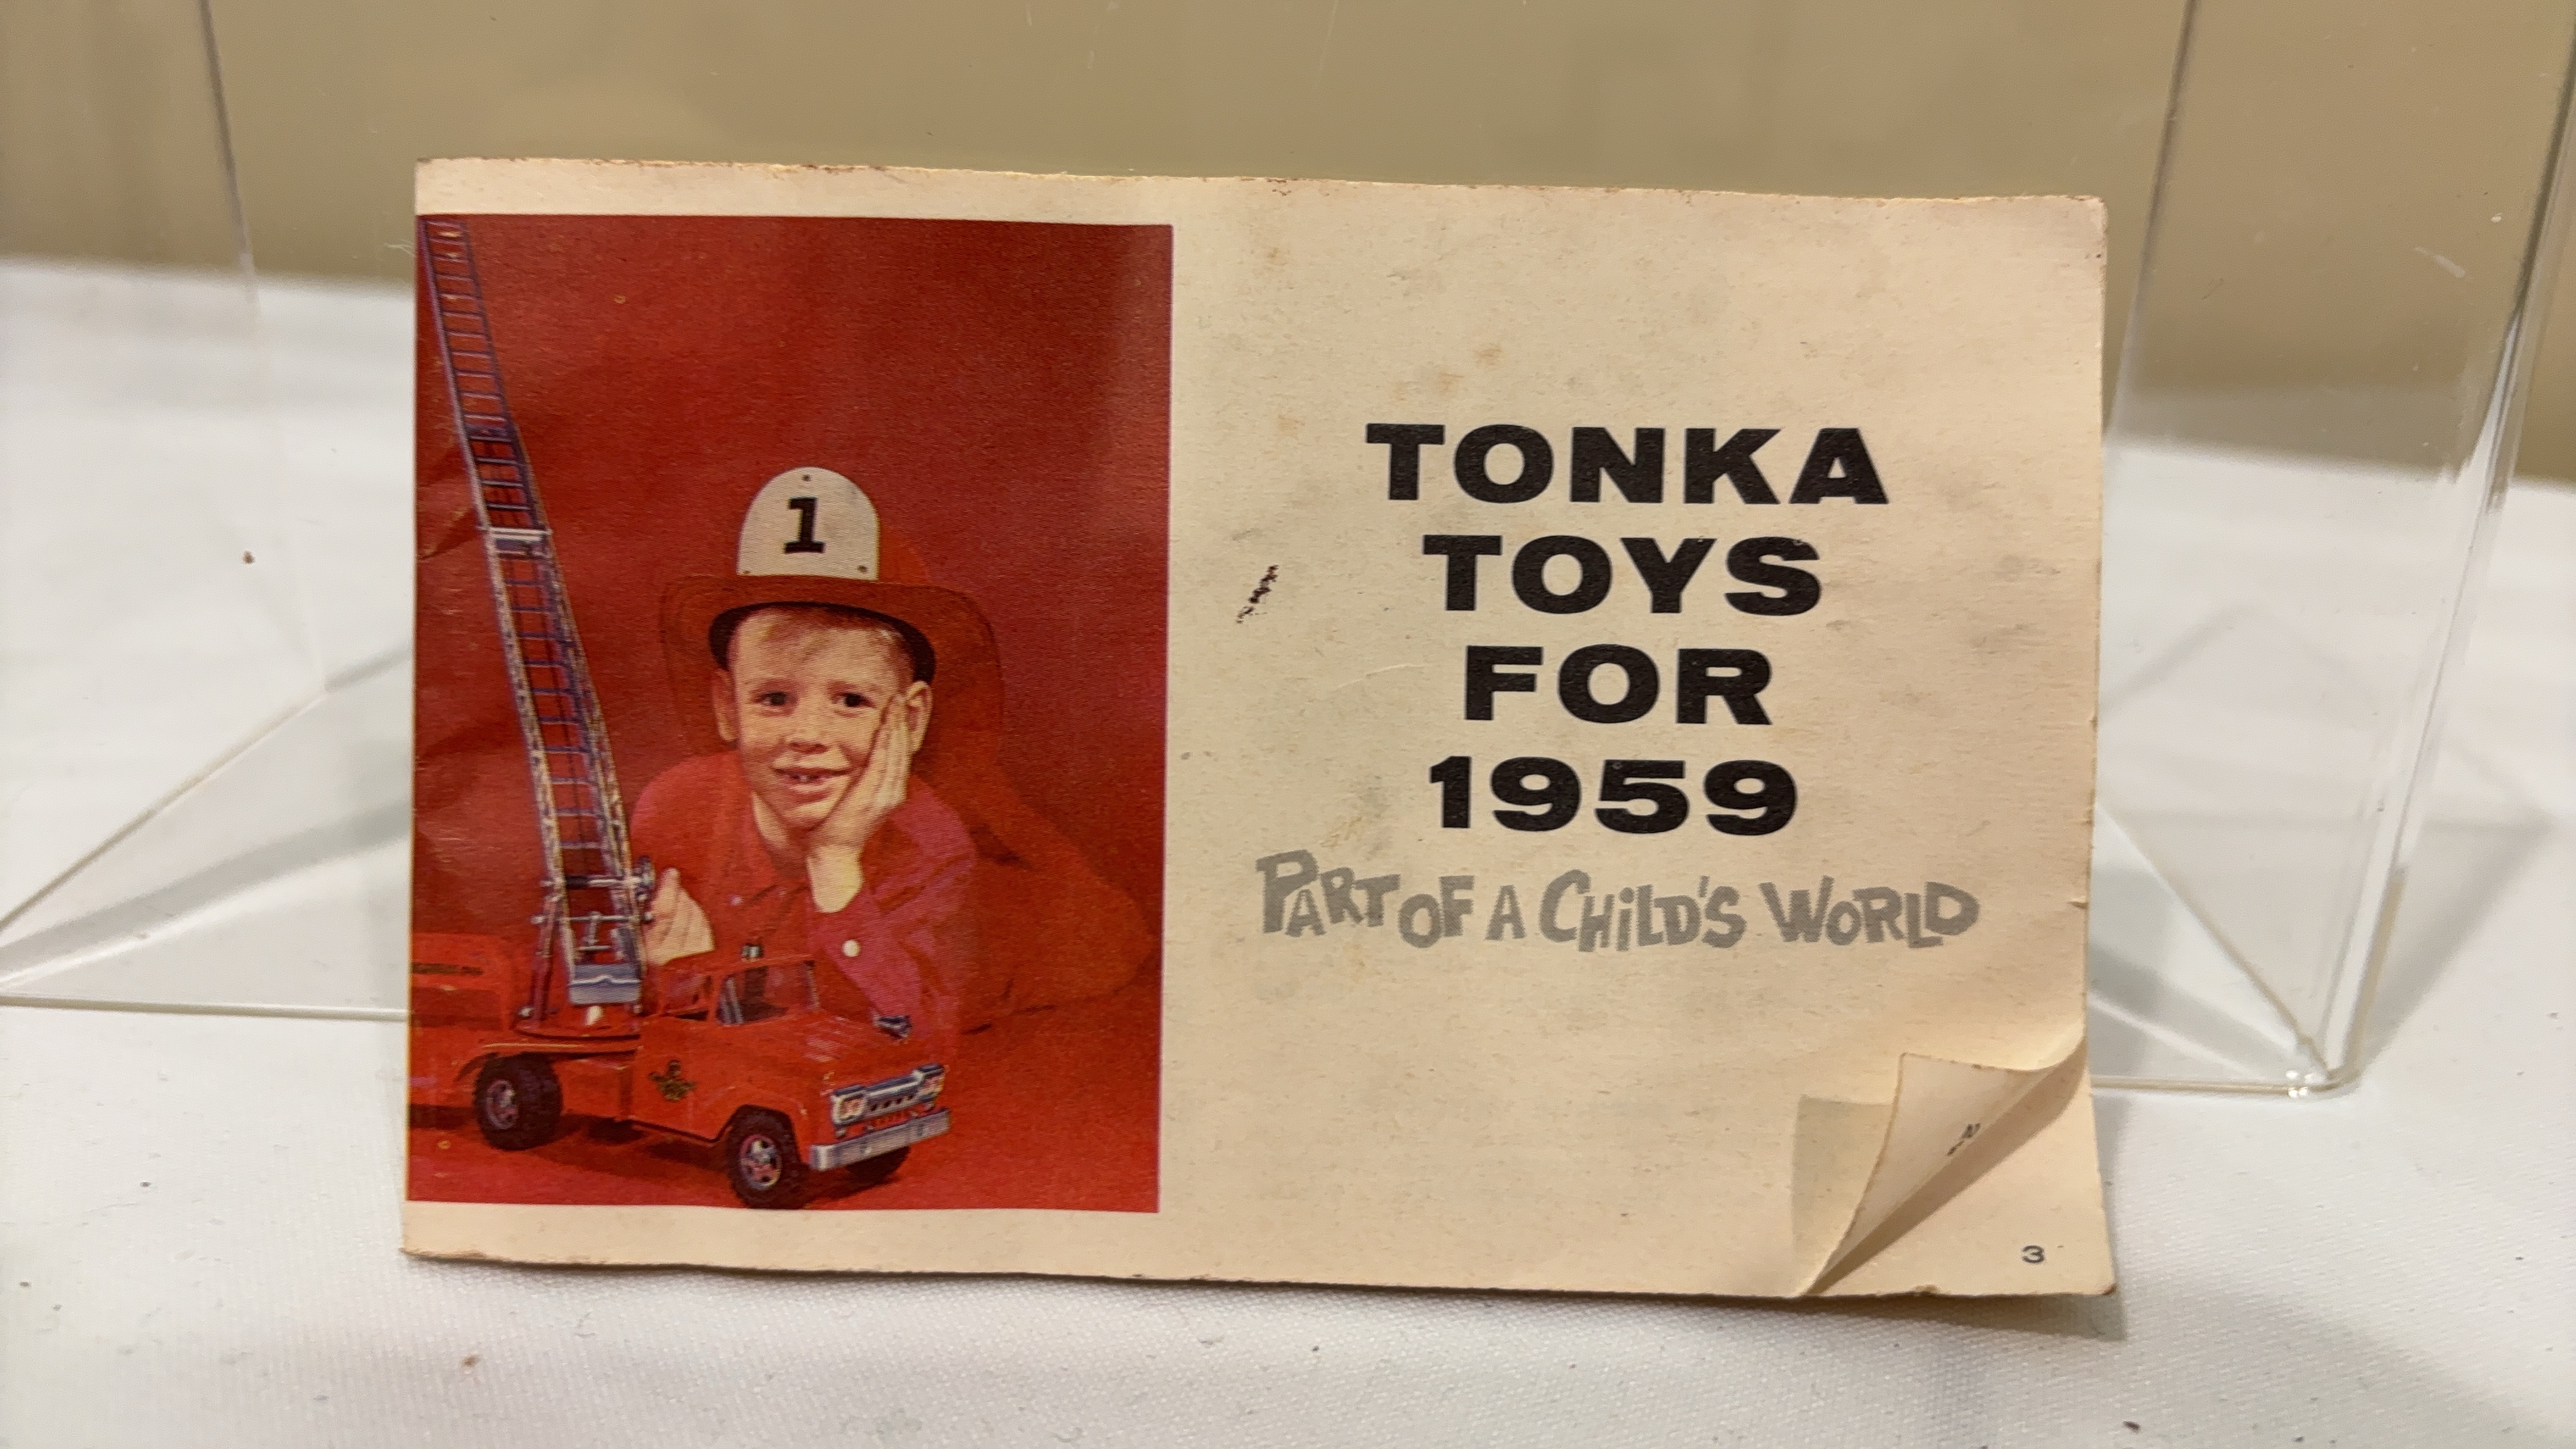 1
TONKA
TOYS
FOR
1959
PART OF A CHILD'S WORLD
3